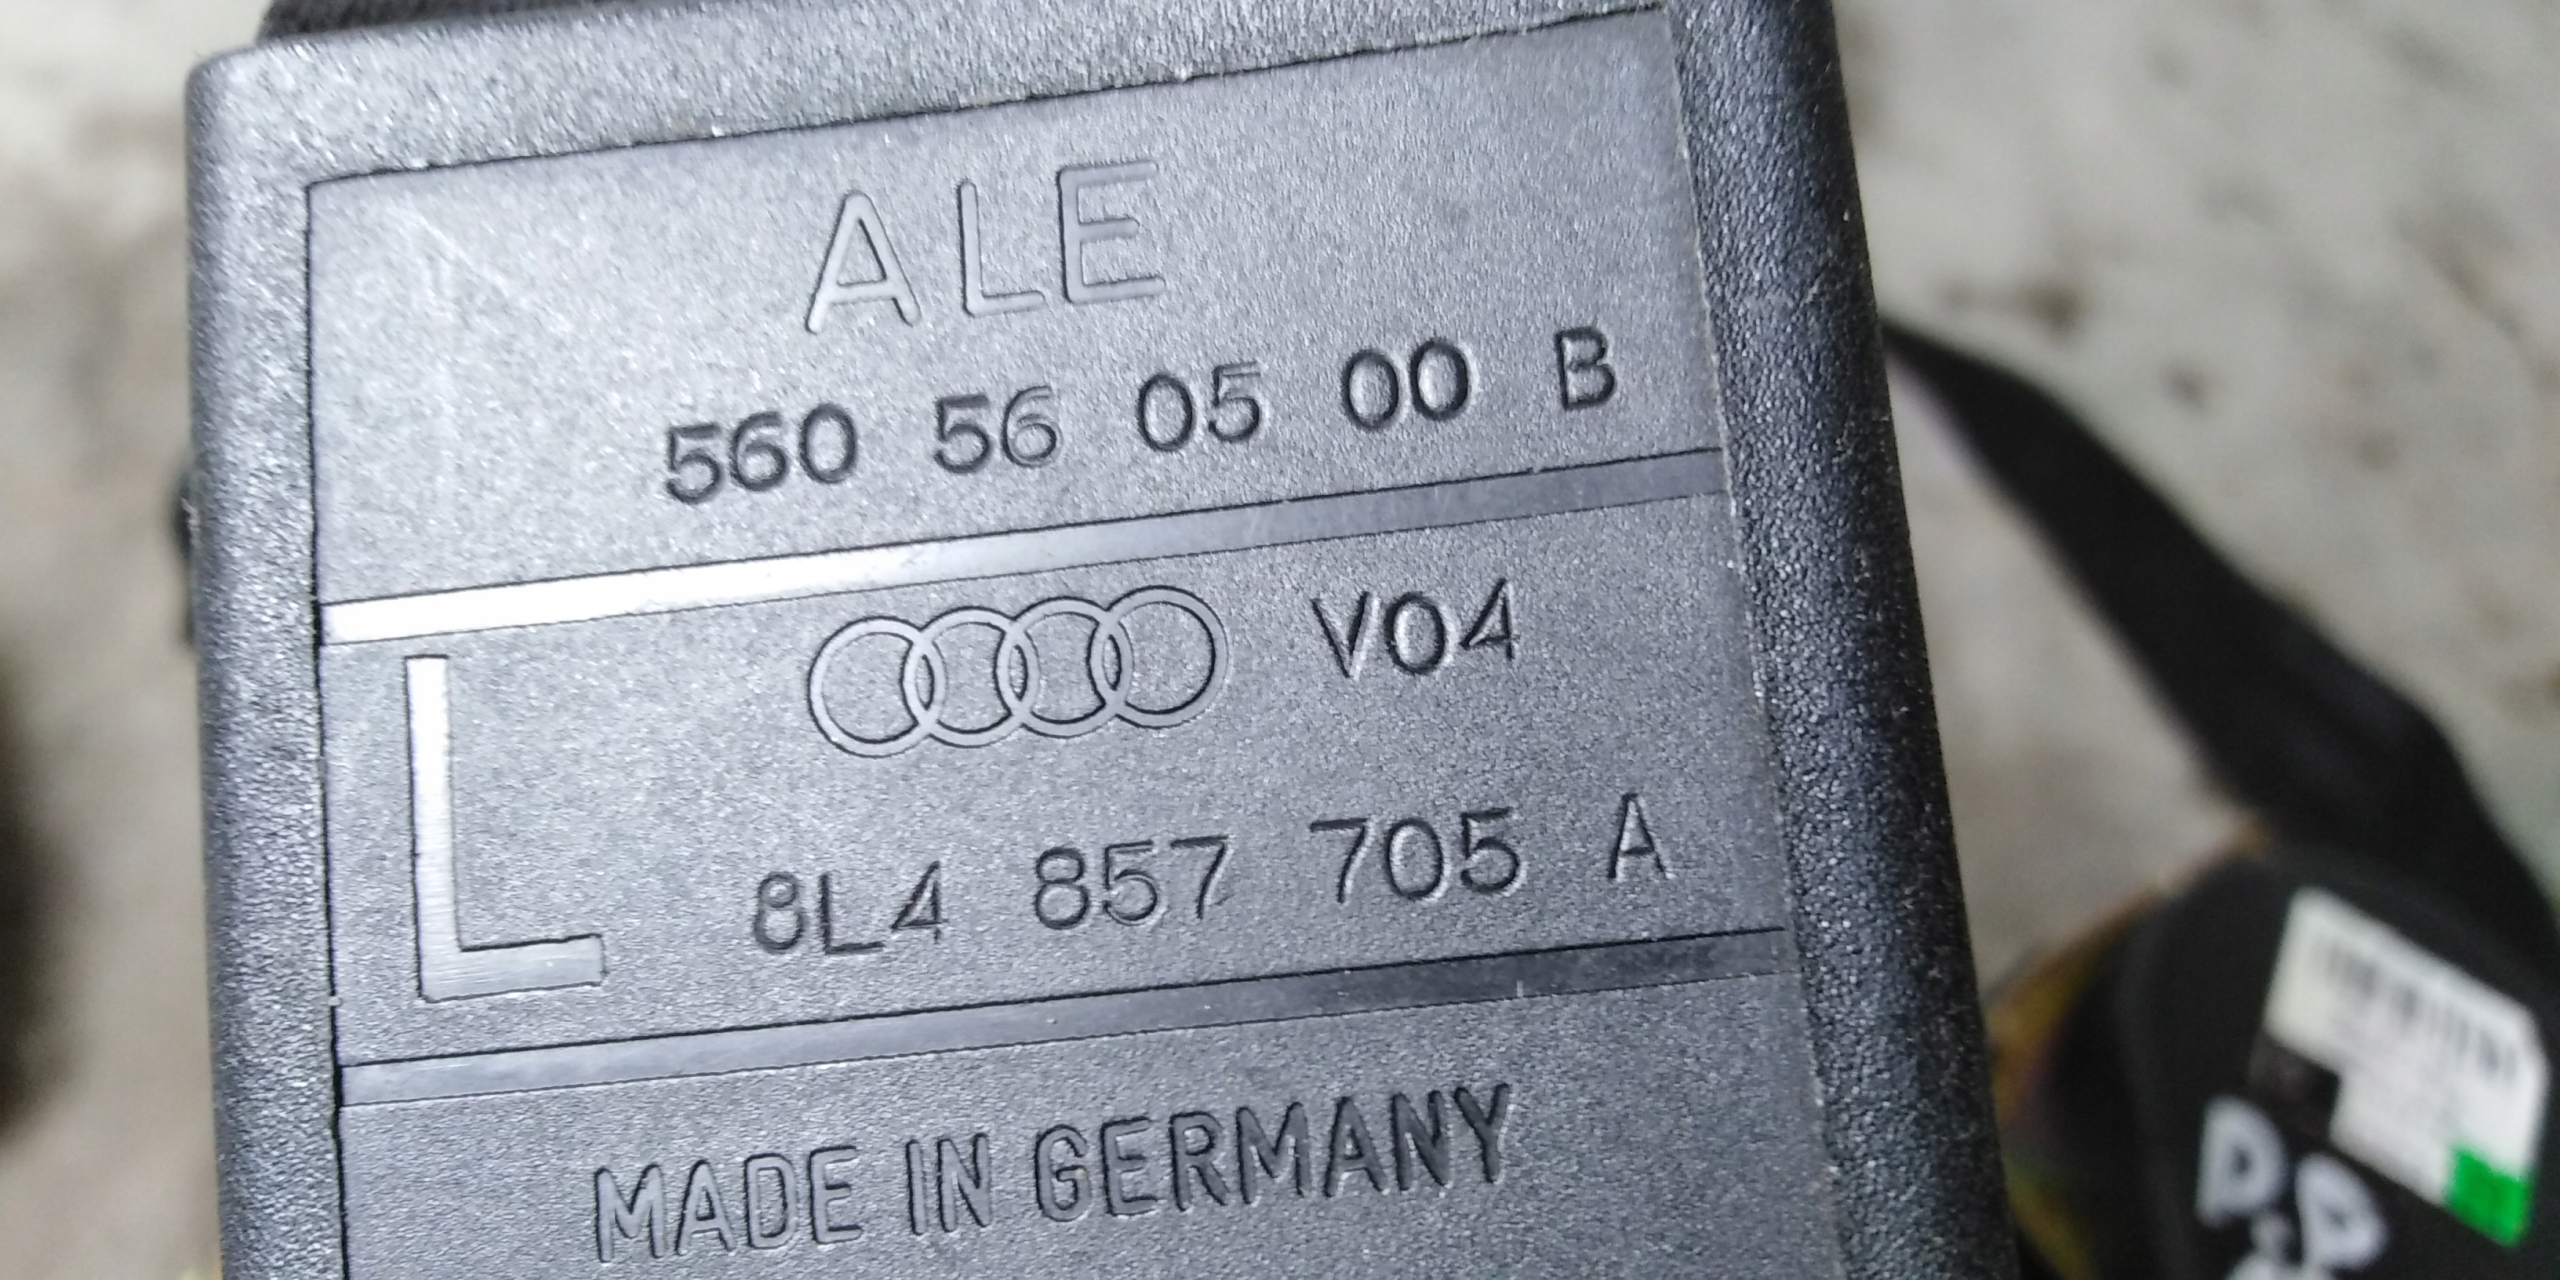 ALE
560 56 05 00 B
V04
L
8L4 857 705 A
MADE IN GERMANY